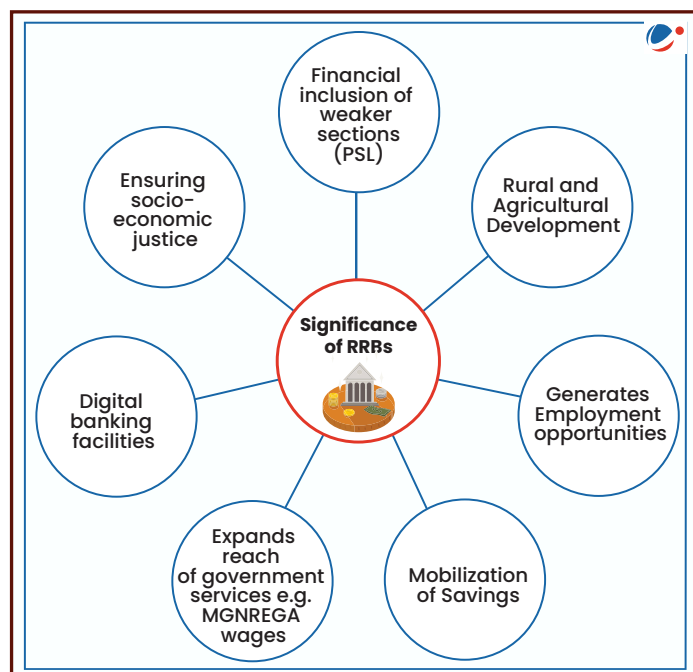 Financial
inclusion of
weaker
sections
(PSL)
Rural and
Agricultural
Development
Generates
Employment
opportunities
Mobilization
of Savings
Expands
reach
of government
services e.g.
MGNREGA
wages
Digital
banking
facilities
Ensuring
socio-
economic
justice
Significance
of RRBs